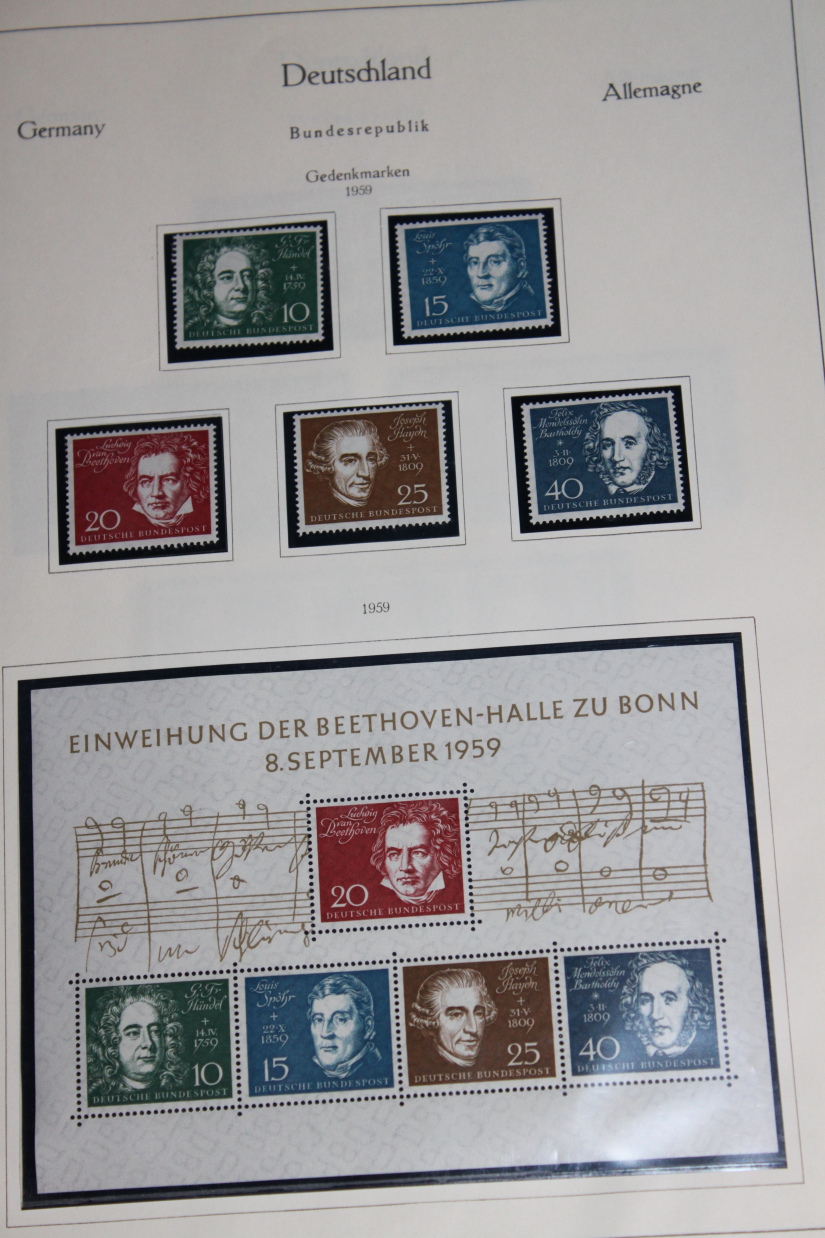 Deutschland
Germany
Allemagne
Bundesrepublik
Gedenkmarken
1959
G. Fr.
Händel
+
14.IV.
1759
10
DEUTSCHE BUNDESPOST
Louis
Spohr
+
22·X
1859
15
DEUTSCHE BUNDESPOST
Ludwig
van
Beethoven
20
DEUTSCHE BUNDESPOST
Joseph
Haydn
+
31·V·
1809
25
DEUTSCHE BUNDESPOST
Felix
Mendelssohn
Bartholdy
*
3·II·
1809
40
DEUTSCHE BUNDESPOST
1959
EINWEIHUNG DER BEETHOVEN-HALLE ZU BONN
8. SEPTEMBER 1959
Ludwig
van
Beethoven
20
DEUTSCHE BUNDESPOST
G. Fr.
Händel
+
14.IV.
1759
10
DEUTSCHE BUNDESPOST
Louis
Spohr
+
22·X
1859
15
DEUTSCHE BUNDESPOST
Joseph
Haydn
+
31·V·
1809
25
DEUTSCHE BUNDESPOST
Felix
Mendelssohn
Bartholdy
*
3·II·
1809
40
DEUTSCHE BUNDESPOST